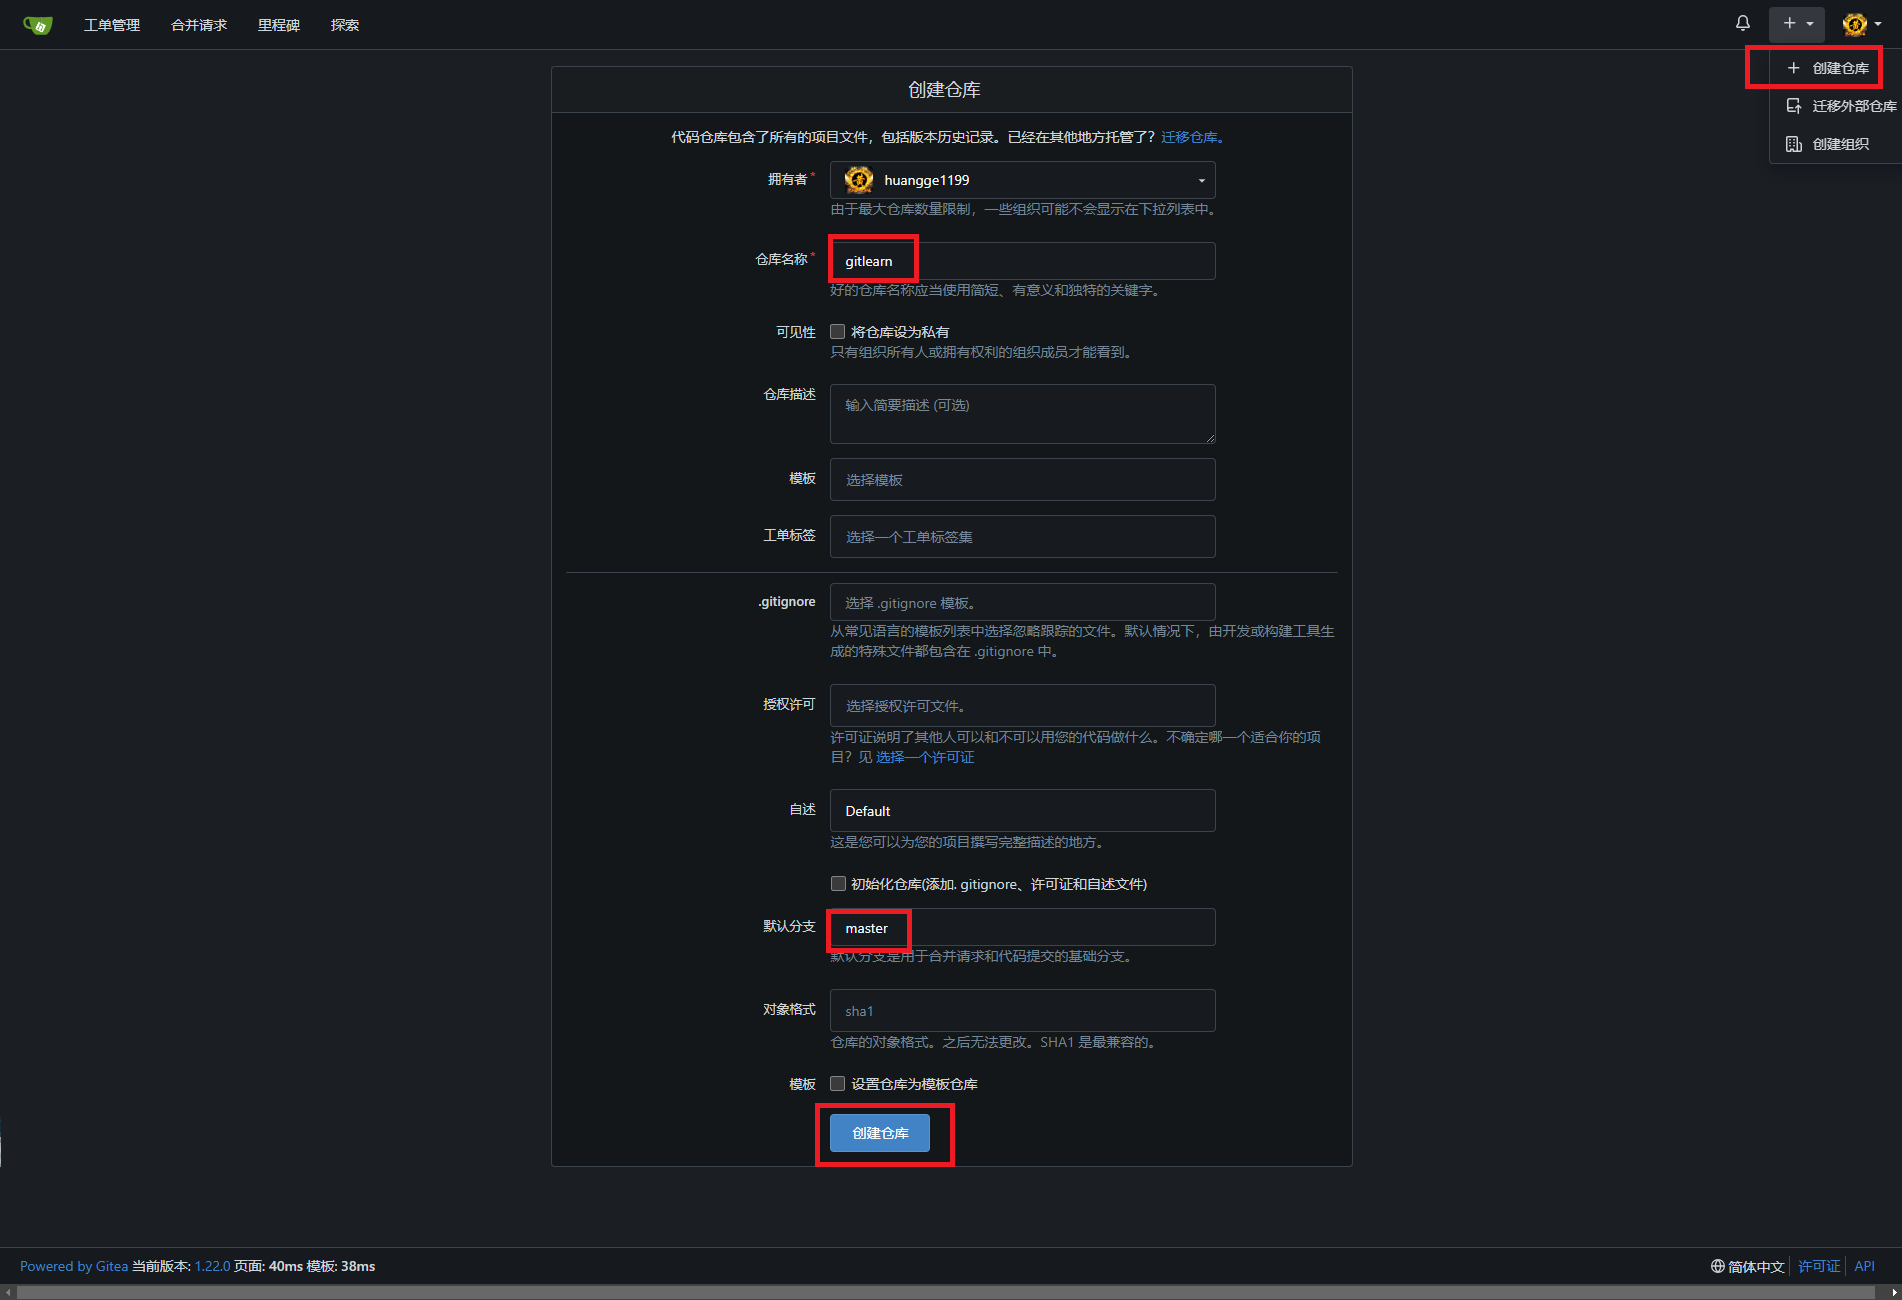 工单管理 合并请求 里程碑 探索
创建仓库
迁移外部仓库
创建组织
创建仓库
代码仓库包含了所有的项目文件，包括版本历史记录。已经在其他地方托管了？迁移仓库。
拥有者* huangge1199
由于最大仓库数量限制，一些组织可能不会显示在下拉列表中。
仓库名称* gitlearn
好的仓库名称应当使用简短、有意义和独特的关键字。
可见性 将仓库设为私有
只有组织所有人或拥有权利的组织成员才能看到。
仓库描述 输入简要描述 (可选)
模板 选择模板
工单标签 选择一个工单标签集
.gitignore 选择 .gitignore 模板。
从常见语言的模板列表中选择忽略跟踪的文件。默认情况下，由开发或构建工具生
成的特殊文件都包含在 .gitignore 中。
授权许可 选择授权许可文件。
许可证说明了其他人可以和不可以用您的代码做什么。不确定哪一个适合你的项
目？见 选择一个许可证
自述 Default
这是您可以为您的项目撰写完整描述的地方。
初始化仓库(添加. gitignore、许可证和自述文件)
默认分支 master
默认分支是用于合并请求和代码提交的基础分支。
对象格式 sha1
仓库的对象格式。之后无法更改。SHA1 是最兼容的。
模板 设置仓库为模板仓库
创建仓库
Powered by Gitea 当前版本: 1.22.0 页面: 40ms 模板: 38ms
简体中文 许可证 API